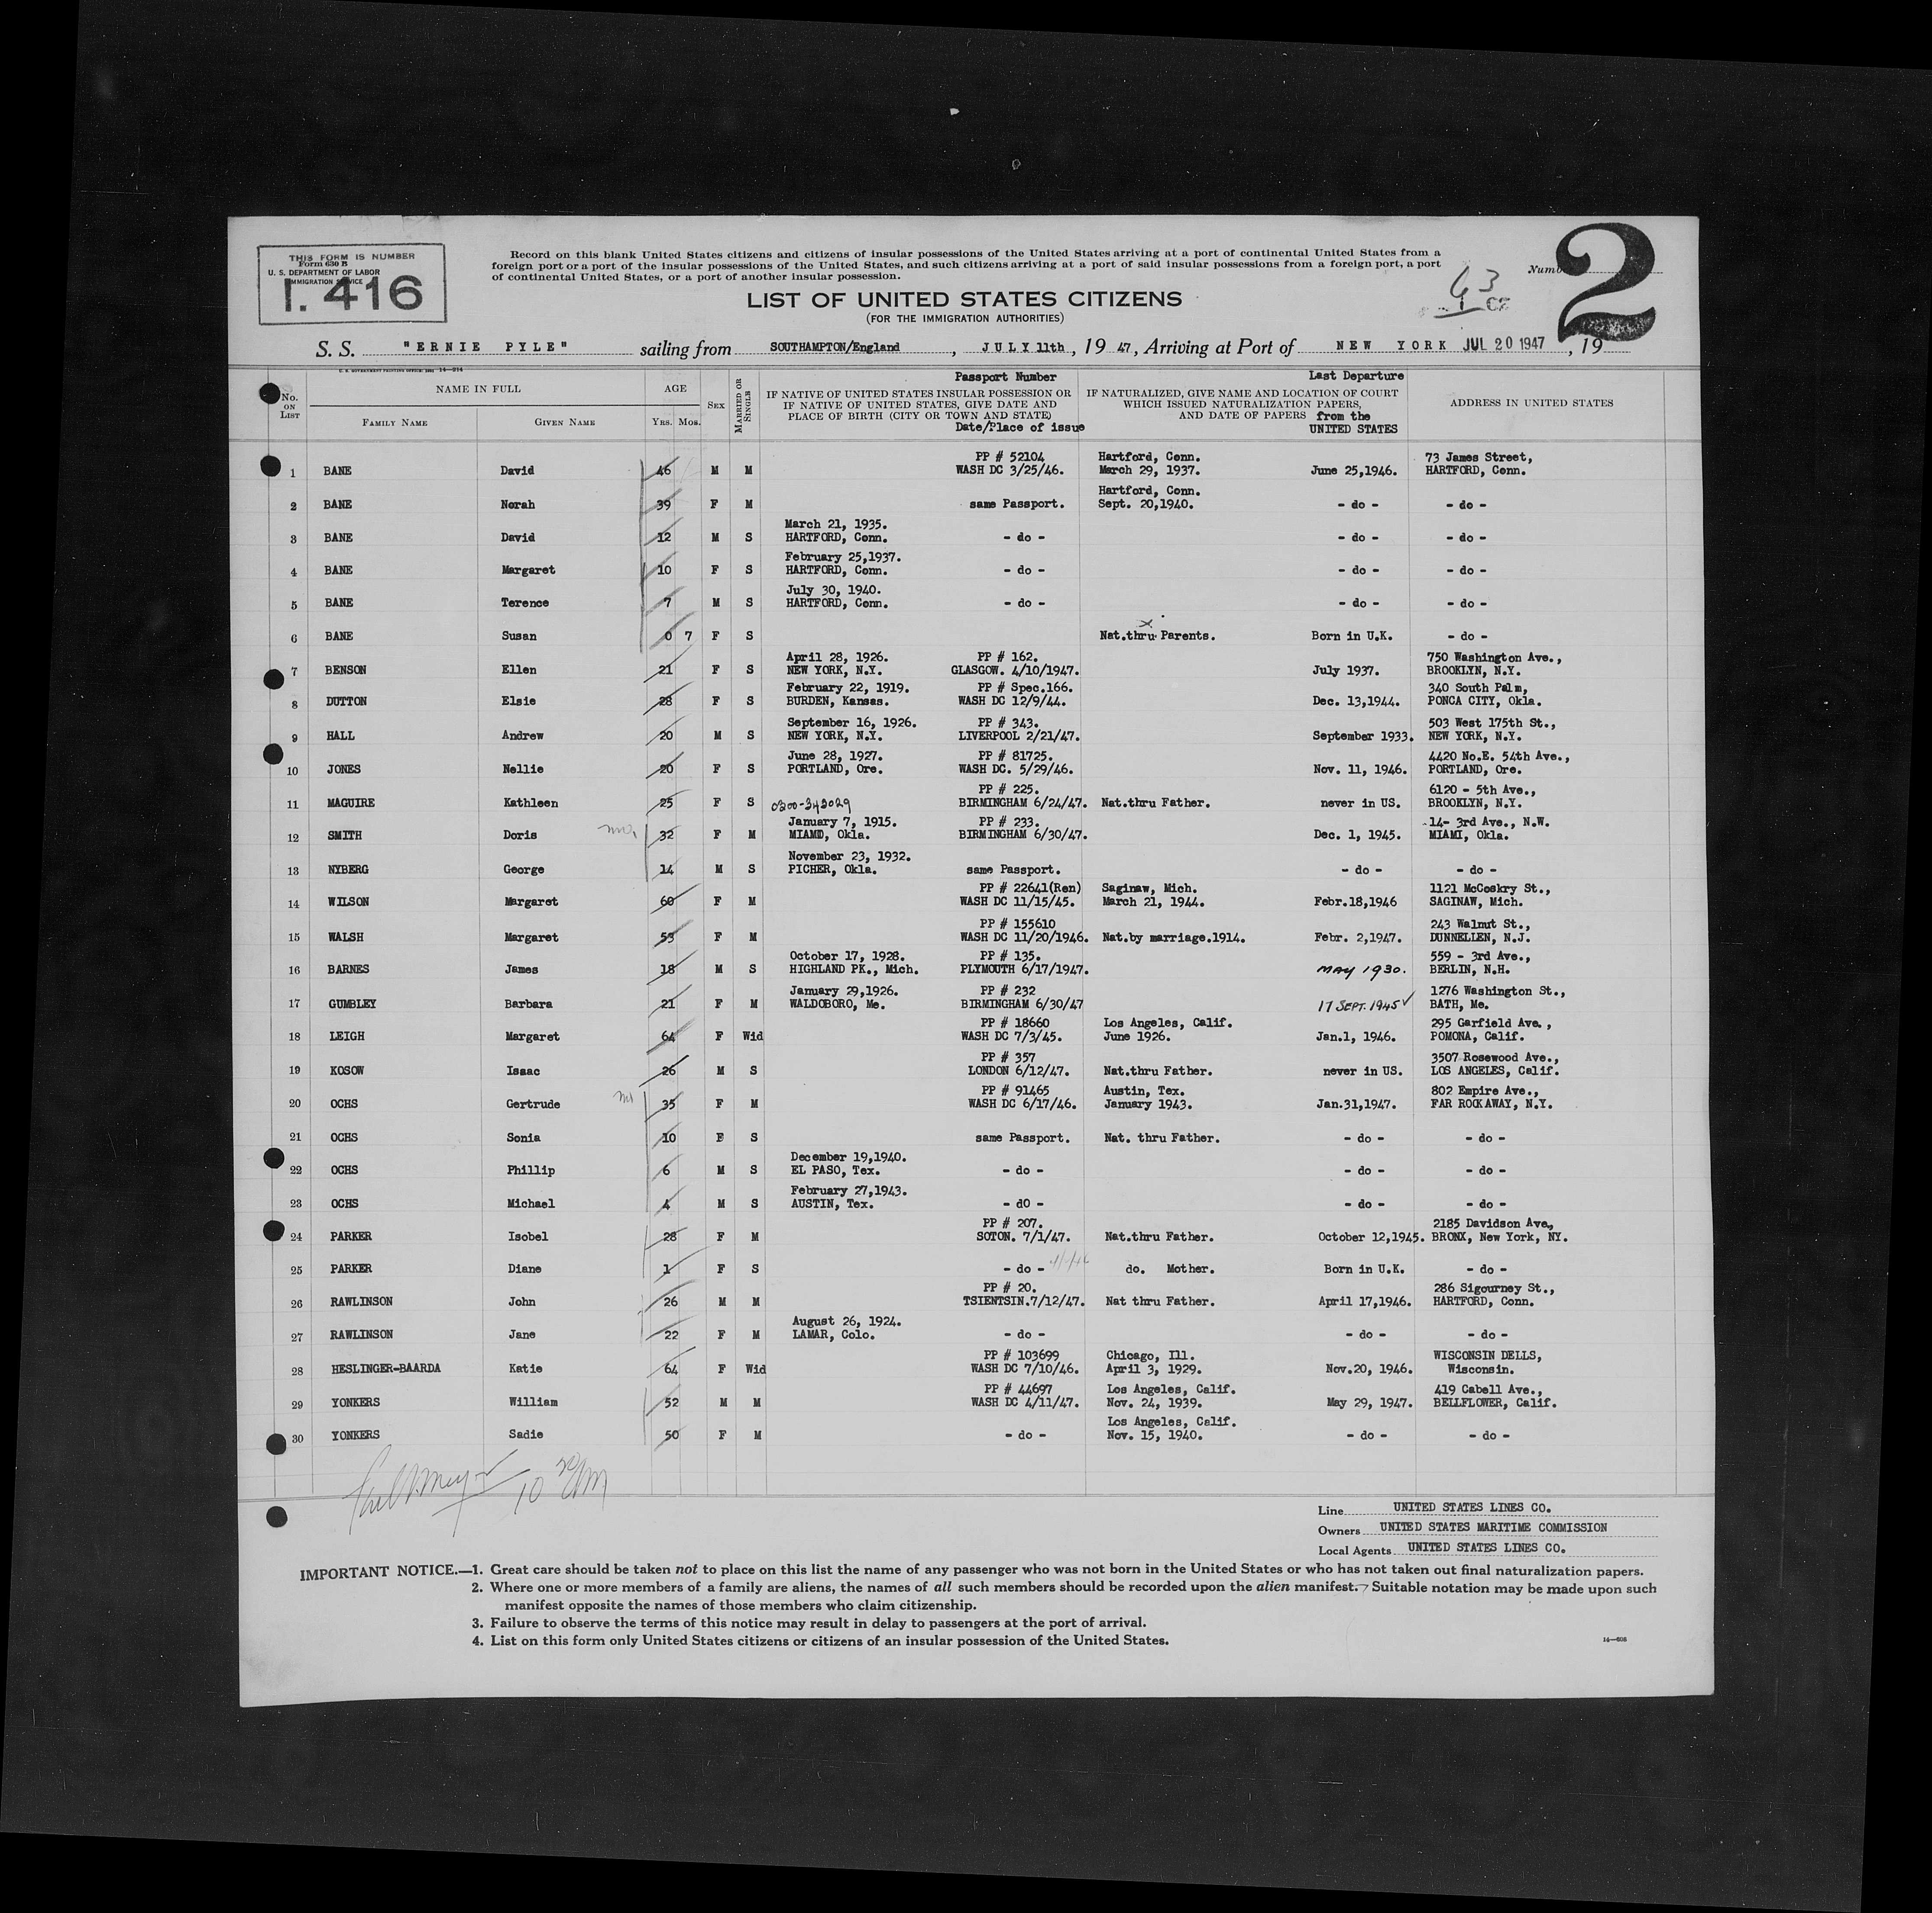 THIS FORM IS NUMBER
Form 630 B
U. S. DEPARTMENT OF LABOR
IMMIGRATION SERVICE
I. 416
Record on this blank United States citizens and citizens of insular possessions of the United States arriving at a port of continental United States from a
foreign port or a port of the insular possessions of the United States, and such citizens arriving at a port of said insular possessions from a foreign port, a port
of continental United States, or a port of another insular possession.
2
63
LIST OF UNITED STATES CITIZENS
(FOR THE IMMIGRATION AUTHORITIES)
S. S. "ERNIE PYLE" sailing from SOUTHAMPTON/England , JULY 11th , 19 47, Arriving at Port of NEW YORK JUL 20 1947 , 19
U. S. GOVERNMENT PRINTING OFFICE 14—814
No. ON LIST NAME IN FULL AGE SEX MARRIED OR SINGLE Passport Number Last Departure
FAMILY NAME GIVEN NAME YRS. MOS.
IF NATIVE OF UNITED STATES INSULAR POSSESSION OR
IF NATIVE OF UNITED STATES, GIVE DATE AND
PLACE OF BIRTH (CITY OR TOWN AND STATE)
Date/Place of issue
IF NATURALIZED, GIVE NAME AND LOCATION OF COURT
WHICH ISSUED NATURALIZATION PAPERS,
AND DATE OF PAPERS from the
UNITED STATES
ADDRESS IN UNITED STATES
PP # 52104 Hartford, Conn. 73 James Street,
1 BANE David 46 M M WASH DC 3/25/46. March 29, 1937. June 25,1946. HARTFORD, Conn.
Hartford, Conn.
2 BANE Norah 39 F M same Passport. Sept. 20,1940. - do - - do -
March 21, 1935.
3 BANE David 12 M S HARTFORD, Conn. - do - - do - - do -
February 25,1937.
4 BANE Margaret 10 F S HARTFORD, Conn. - do - - do - - do -
July 30, 1940.
5 BANE Terence 7 M S HARTFORD, Conn. - do - - do - - do -
x
6 BANE Susan 0 7 F S Nat.thru Parents. Born in U.K. - do -
April 28, 1926. PP # 162. 750 Washington Ave.,
7 BENSON Ellen 21 F S NEW YORK, N.Y. GLASGOW. 4/10/1947. July 1937. BROOKLYN, N.Y.
February 22, 1919. PP # Spec.166. 340 South Palm,
8 DUTTON Elsie 28 F S BURDEN, Kansas. WASH DC 12/9/44. Dec. 13,1944. PONCA CITY, Okla.
September 16, 1926. PP # 343. 503 West 175th St.,
9 HALL Andrew 20 M S NEW YORK, N.Y. LIVERPOOL 2/21/47. September 1933. NEW YORK, N.Y.
June 28, 1927. PP # 81725. 4420 No.E. 54th Ave.,
10 JONES Nellie 20 F S PORTLAND, Ore. WASH DC. 5/29/46. Nov. 11, 1946. PORTLAND, Ore.
PP # 225. 6120 - 5th Ave.,
11 MAGUIRE Kathleen 25 F S 0300-343029 BIRMINGHAM 6/24/47. Nat.thru Father. never in US. BROOKLYN, N.Y.
January 7, 1915. PP # 233. 14- 3rd Ave., N.W.
12 SMITH Doris 32 F M MIAMI, Okla. BIRMINGHAM 6/30/47. Dec. 1, 1945. MIAMI, Okla.
November 23, 1932.
13 NYBERG George 14 M S PICHER, Okla. same Passport. - do - - do -
PP # 22641(Ren) Saginaw, Mich. 1121 McCoskry St.,
14 WILSON Margaret 60 F M WASH DC 11/15/45. March 21, 1944. Febr.18,1946 SAGINAW, Mich.
PP # 155610 243 Walnut St.,
15 WALSH Margaret 53 F M WASH DC 11/20/1946. Nat.by marriage.1914. Febr. 2,1947. DUNNELLEN, N.J.
October 17, 1928. PP # 135. 559 - 3rd Ave.,
16 BARNES James 18 M S HIGHLAND PK., Mich. PLYMOUTH 6/17/1947. MAY 1930. BERLIN, N.H.
January 29,1926. PP # 232 1276 Washington St.,
17 GUMBLEY Barbara 21 F M WALDOBORO, Me. BIRMINGHAM 6/30/47 17 SEPT. 1945 ✓ BATH, Me.
PP # 18660 Los Angeles, Calif. 295 Garfield Ave.,
18 LEIGH Margaret 64 F Wid WASH DC 7/3/45. June 1926. Jan.1, 1946. POMONA, Calif.
PP # 357 3507 Rosewood Ave.,
19 KOSOW Isaac 26 M S LONDON 6/12/47. Nat.thru Father. never in US. LOS ANGELES, Calif.
PP # 91465 Austin, Tex. 802 Empire Ave.,
20 OCHS Gertrude 35 F M WASH DC 6/17/46. January 1943. Jan.31,1947. FAR ROCKAWAY, N.Y.
21 OCHS Sonia 10 F S same Passport. Nat. thru Father. - do - - do -
December 19,1940.
22 OCHS Phillip 6 M S EL PASO, Tex. - do - - do - - do -
February 27,1943.
23 OCHS Michael 4 M S AUSTIN, Tex. - dO - - do - - do -
PP # 207. 2185 Davidson Ave,
24 PARKER Isobel 28 F M SOTON. 7/1/47. Nat.thru Father. October 12,1945. BRONX, New York, NY.
25 PARKER Diane 1 F S - do - do. Mother. Born in U.K. - do -
PP # 20. 286 Sigourney St.,
26 RAWLINSON John 26 M M TSIENTSIN.7/12/47. Nat thru Father. April 17,1946. HARTFORD, Conn.
August 26, 1924.
27 RAWLINSON Jane 22 F M LAMAR, Colo. - do - - do - - do -
PP # 103699 Chicago, Ill. WISCONSIN DELLS,
28 HESLINGER-BAARDA Katie 64 F Wid WASH DC 7/10/46. April 3, 1929. Nov.20, 1946. Wisconsin.
PP # 44697 Los Angeles, Calif. 419 Cabell Ave.,
29 YONKERS William 52 M M WASH DC 4/11/47. Nov. 24, 1939. May 29, 1947. BELLFLOWER, Calif.
Los Angeles, Calif.
30 YONKERS Sadie 50 F M - do - Nov. 15, 1940. - do - - do -
Line UNITED STATES LINES CO.
Owners UNITED STATES MARITIME COMMISSION
Local Agents UNITED STATES LINES CO.
IMPORTANT NOTICE.—1. Great care should be taken not to place on this list the name of any passenger who was not born in the United States or who has not taken out final naturalization papers.
2. Where one or more members of a family are aliens, the names of all such members should be recorded upon the alien manifest. Suitable notation may be made upon such
manifest opposite the names of those members who claim citizenship.
3. Failure to observe the terms of this notice may result in delay to passengers at the port of arrival.
4. List on this form only United States citizens or citizens of an insular possession of the United States.